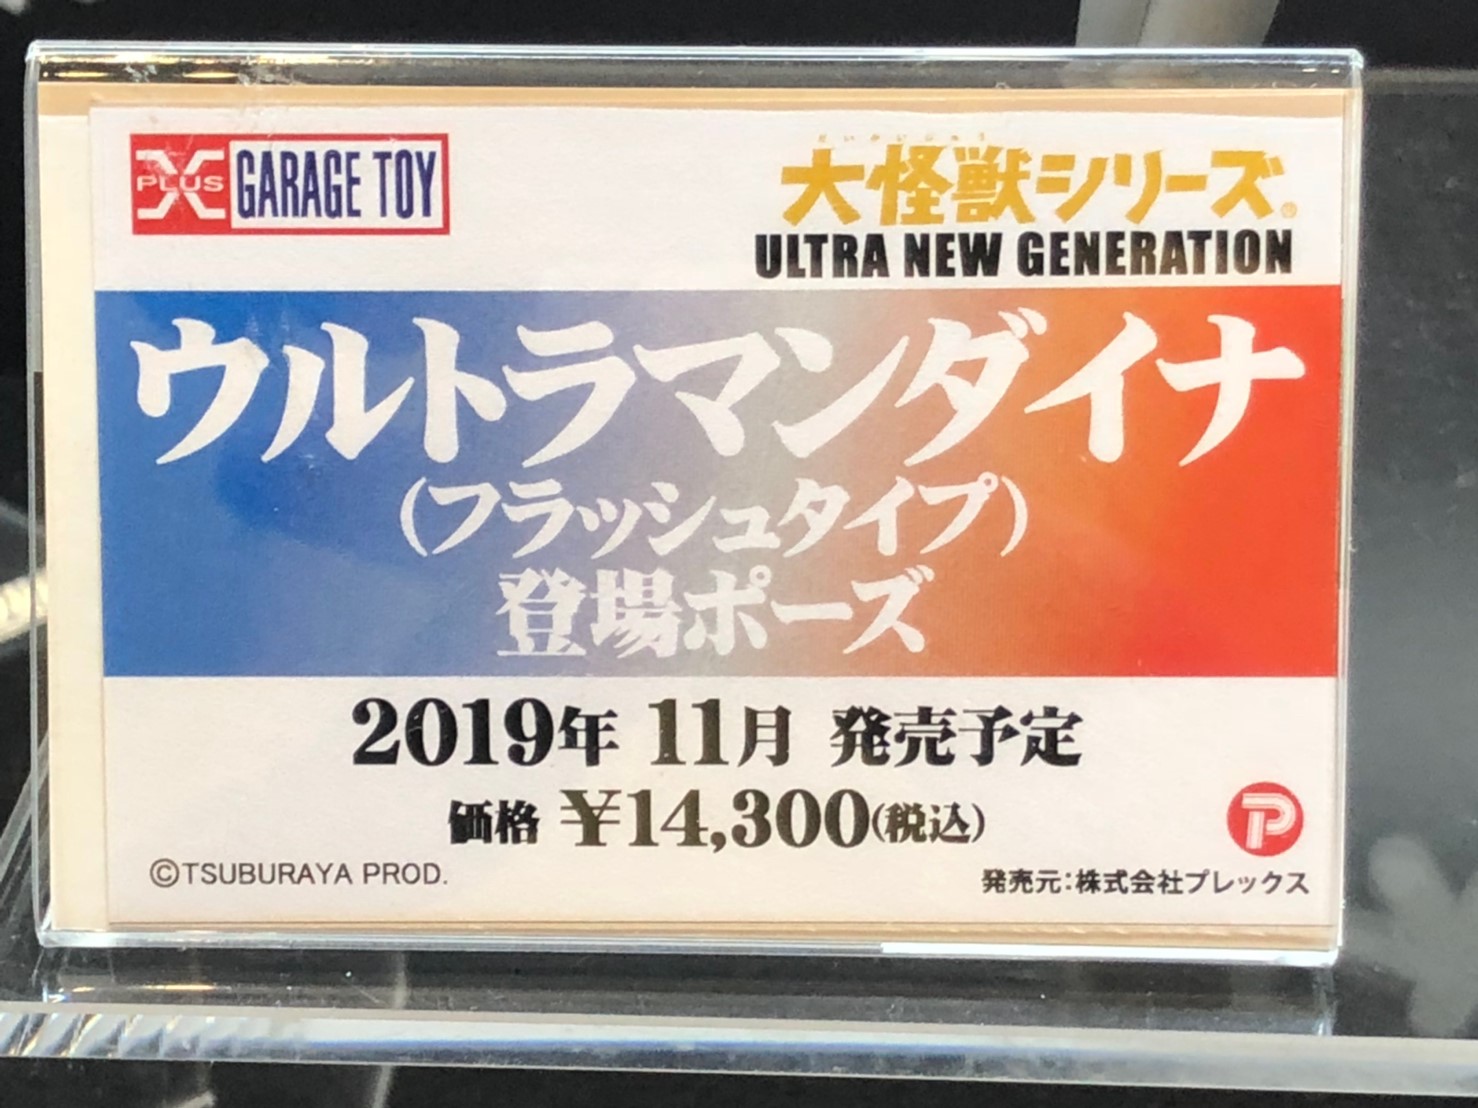 X PLUS GARAGE TOY
だいかいじゅう
大怪獣シリーズ®
ULTRA NEW GENERATION
ウルトラマンダイナ
(フラッシュタイプ)
登場ポーズ
2019年 11月 発売予定
価格 ¥14,300(税込)
©TSUBURAYA PROD.
P
発売元:株式会社プレックス